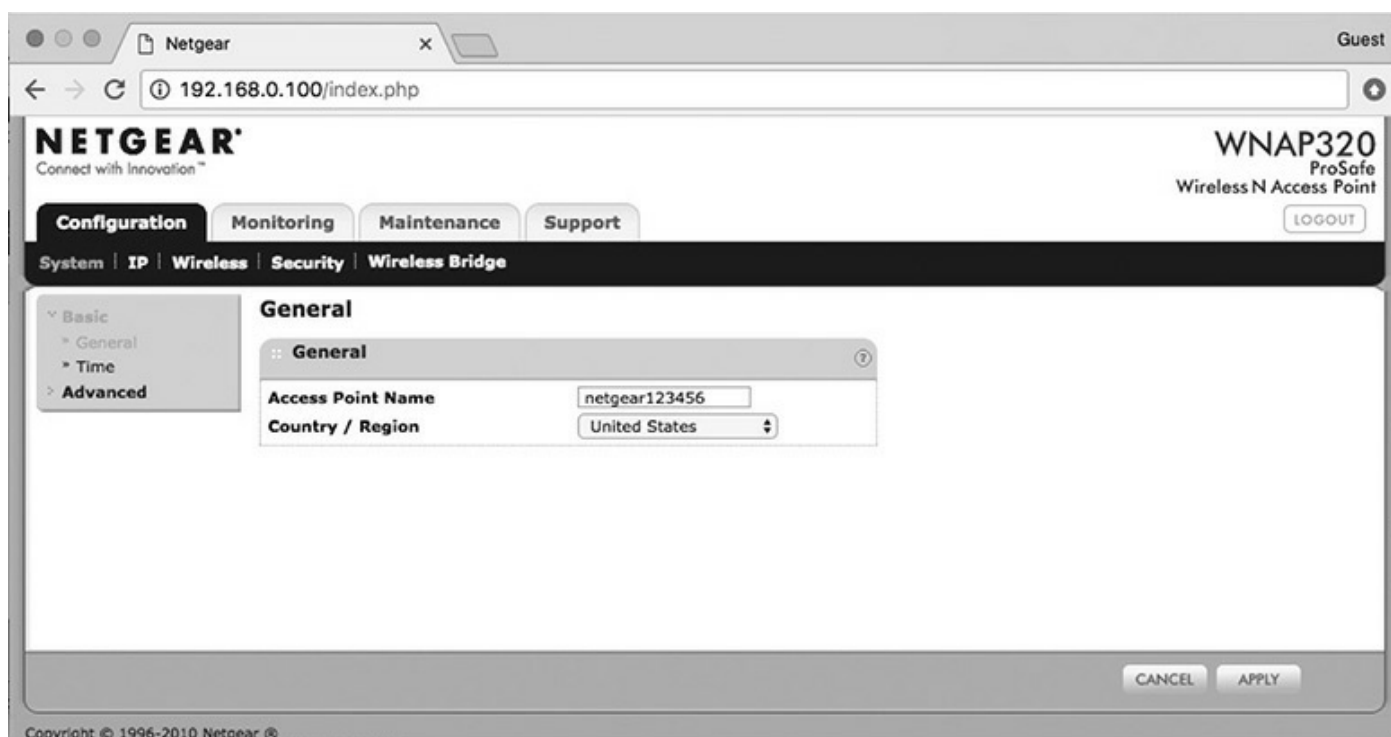 Netgear
Guest
192.168.0.100/index.php
NETGEAR®
Connect with Innovation™
WNAP320
ProSafe
Wireless N Access Point
Configuration Monitoring Maintenance Support
LOGOUT
System | IP | Wireless | Security | Wireless Bridge
Basic
General
Time
Advanced
General
General
Access Point Name netgear123456
Country / Region United States
CANCEL APPLY
Copyright © 1996-2010 Netgear ®